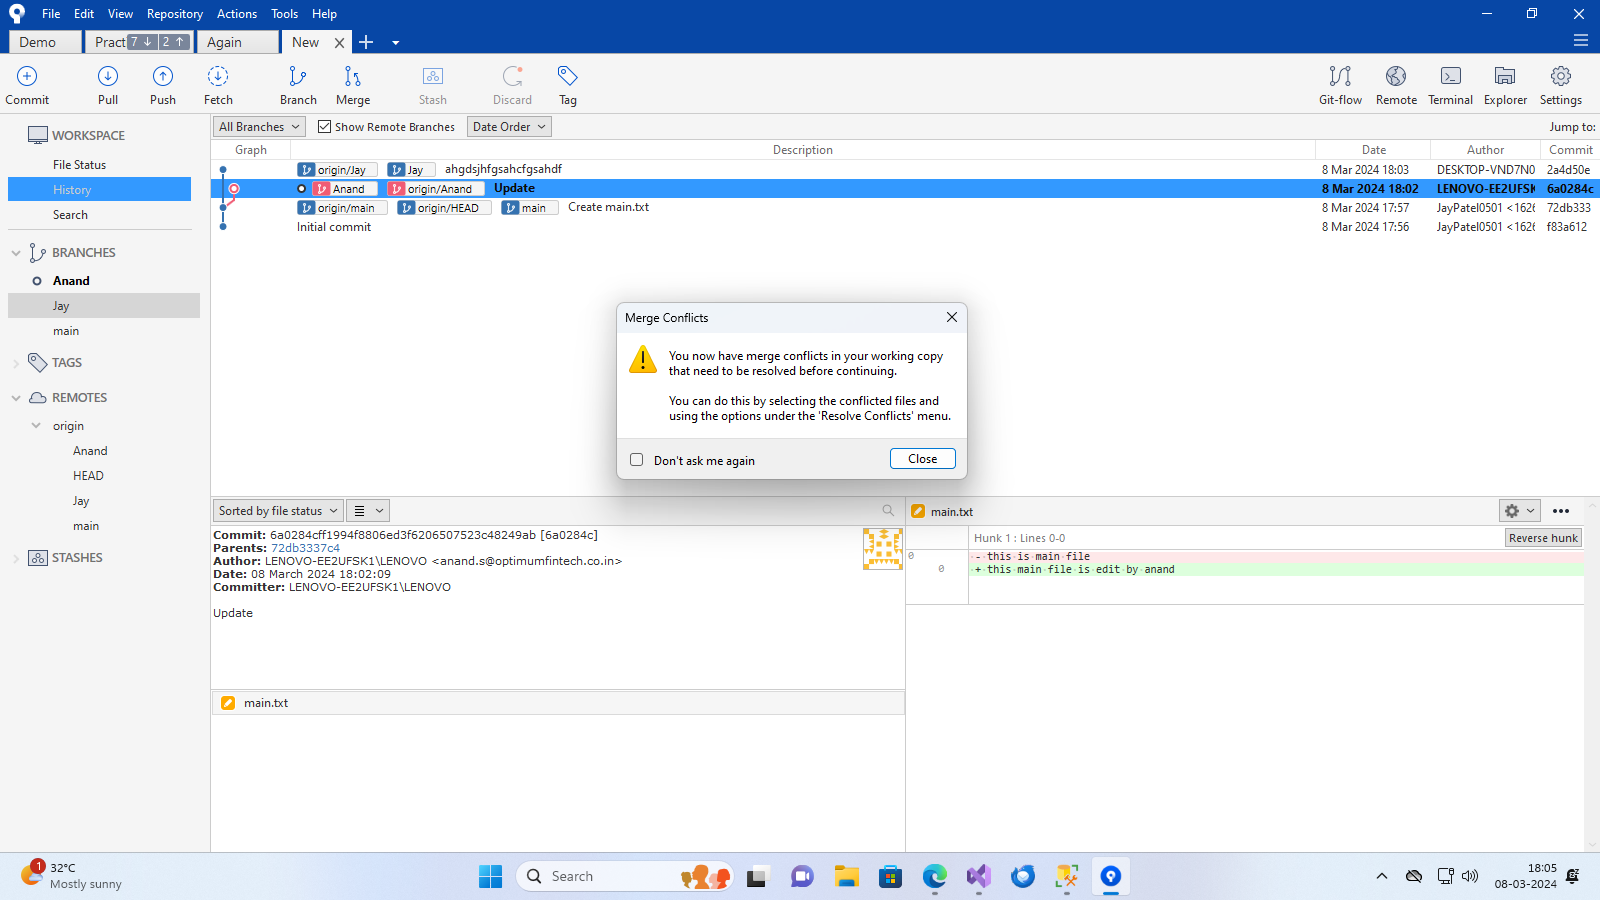 File Edit View Repository Actions Tools Help
Demo Pract 7 2 Again New
Commit Pull Push Fetch Branch Merge Stash Discard Tag Git-flow Remote Terminal Explorer Settings
WORKSPACE
File Status
History
Search
BRANCHES
Anand
Jay
main
TAGS
REMOTES
origin
Anand
HEAD
Jay
main
STASHES
All Branches Show Remote Branches Date Order Jump to:
Graph Description Date Author Commit
origin/Jay Jay ahgdsjhfgsahcfgsahdf 8 Mar 2024 18:03 DESKTOP-VND7N0 2a4d50e
Anand origin/Anand Update 8 Mar 2024 18:02 LENOVO-EE2UFSK 6a0284c
origin/main origin/HEAD main Create main.txt 8 Mar 2024 17:57 JayPatel0501 <1626 72db333
Initial commit 8 Mar 2024 17:56 JayPatel0501 <1626 f83a612
Merge Conflicts
You now have merge conflicts in your working copy
that need to be resolved before continuing.
You can do this by selecting the conflicted files and
using the options under the 'Resolve Conflicts' menu.
Don't ask me again Close
Sorted by file status
Commit: 6a0284cff1994f8806ed3f6206507523c48249ab [6a0284c]
Parents: 72db3337c4
Author: LENOVO-EE2UFSK1\LENOVO <anand.s@optimumfintech.co.in>
Date: 08 March 2024 18:02:09
Committer: LENOVO-EE2UFSK1\LENOVO
Update
main.txt
main.txt
Hunk 1 : Lines 0-0 Reverse hunk
0 - this is main file
0 + this main file is edit by anand
1
32°C
Mostly sunny
Search
18:05
08-03-2024